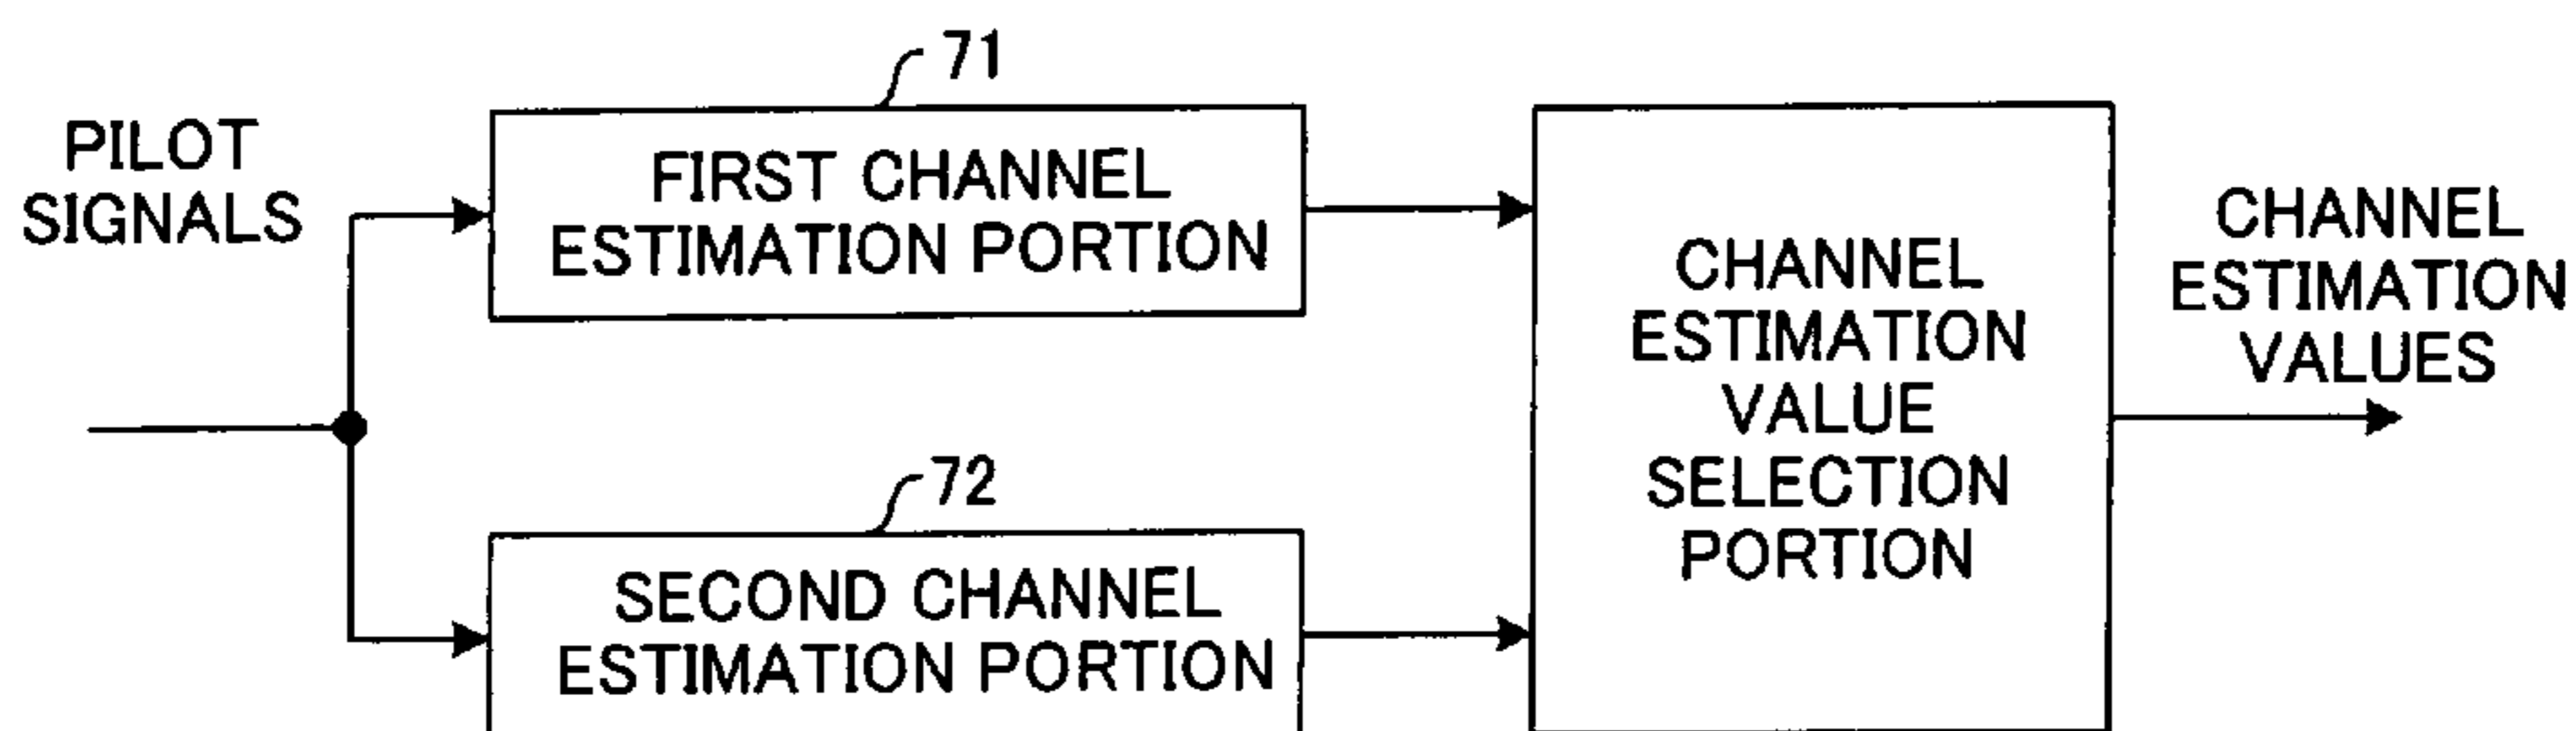 71
PILOT
SIGNALS
FIRST CHANNEL
ESTIMATION PORTION
72
SECOND CHANNEL
ESTIMATION PORTION
CHANNEL
ESTIMATION
VALUE
SELECTION
PORTION
CHANNEL
ESTIMATION
VALUES